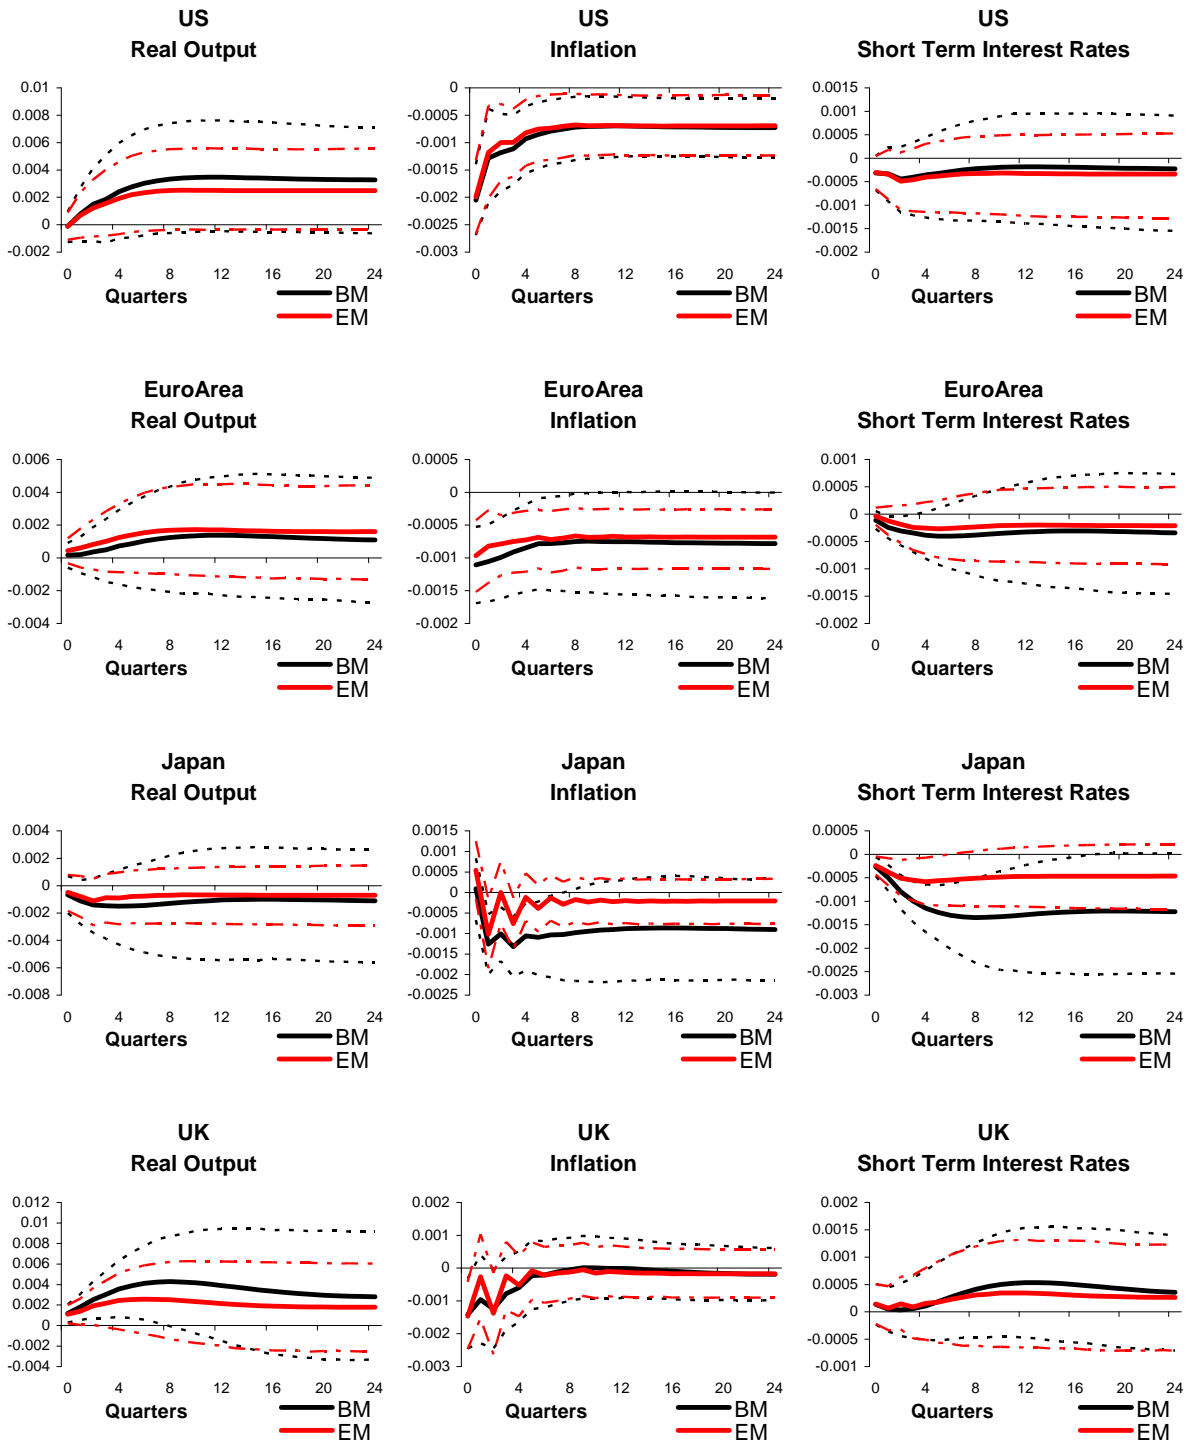 US
Real Output
0.01
0.008
0.006
0.004
0.002
0
-0.002
0 4 8 12 16 20 24
Quarters
BM
EM
US
Inflation
0
-0.0005
-0.001
-0.0015
-0.002
-0.0025
-0.003
0 4 8 12 16 20 24
Quarters
BM
EM
US
Short Term Interest Rates
0.0015
0.001
0.0005
0
-0.0005
-0.001
-0.0015
-0.002
0 4 8 12 16 20 24
Quarters
BM
EM
EuroArea
Real Output
0.006
0.004
0.002
0
-0.002
-0.004
0 4 8 12 16 20 24
Quarters
BM
EM
EuroArea
Inflation
0.0005
0
-0.0005
-0.001
-0.0015
-0.002
0 4 8 12 16 20 24
Quarters
BM
EM
EuroArea
Short Term Interest Rates
0.001
0.0005
0
-0.0005
-0.001
-0.0015
-0.002
0 4 8 12 16 20 24
Quarters
BM
EM
Japan
Real Output
0.004
0.002
0
-0.002
-0.004
-0.006
-0.008
0 4 8 12 16 20 24
Quarters
BM
EM
Japan
Inflation
0.0015
0.001
0.0005
0
-0.0005
-0.001
-0.0015
-0.002
-0.0025
0 4 8 12 16 20 24
Quarters
BM
EM
Japan
Short Term Interest Rates
0.0005
0
-0.0005
-0.001
-0.0015
-0.002
-0.0025
-0.003
0 4 8 12 16 20 24
Quarters
BM
EM
UK
Real Output
0.012
0.01
0.008
0.006
0.004
0.002
0
-0.002
-0.004
0 4 8 12 16 20 24
Quarters
BM
EM
UK
Inflation
0.002
0.001
0
-0.001
-0.002
-0.003
0 4 8 12 16 20 24
Quarters
BM
EM
UK
Short Term Interest Rates
0.002
0.0015
0.001
0.0005
0
-0.0005
-0.001
0 4 8 12 16 20 24
Quarters
BM
EM